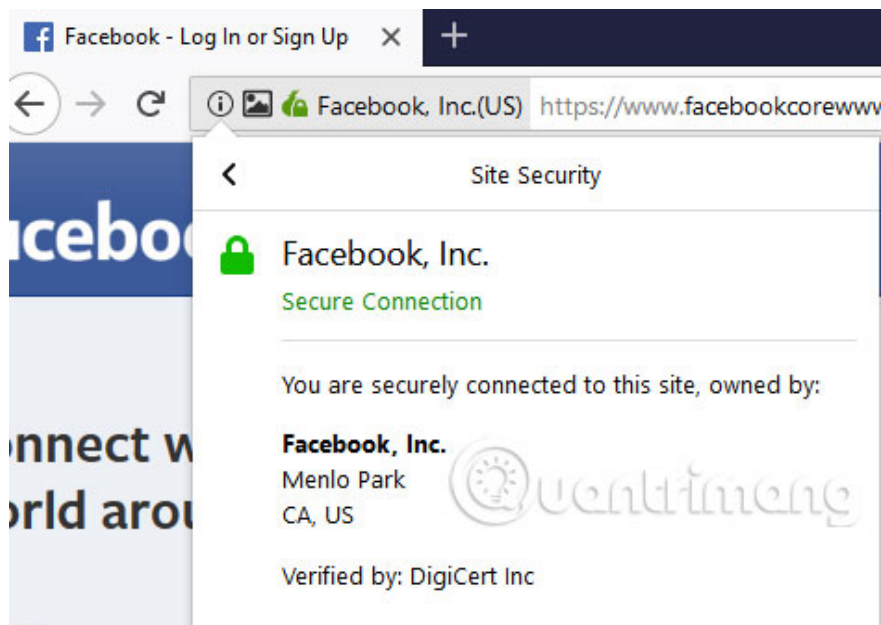 Facebook - Log In or Sign Up
Facebook, Inc.(US) https://www.facebookcorewww
Site Security
cebo
Facebook, Inc.
Secure Connection
You are securely connected to this site, owned by:
Facebook, Inc.
Menlo Park
CA, US
Quantrimang
nnect w
orld arou
Verified by: DigiCert Inc